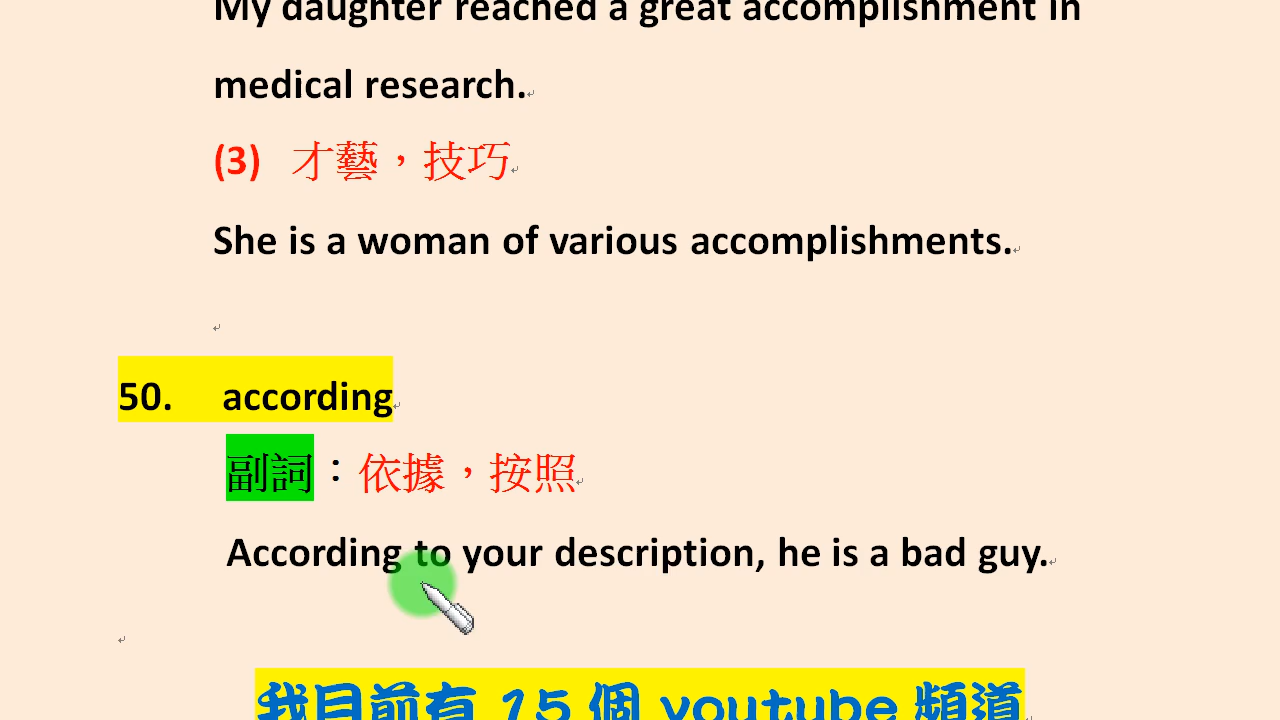 My daughter reached a great accomplishment in
medical research.
(3) 才藝，技巧
She is a woman of various accomplishments.
50. according
副詞：依據，按照
According to your description, he is a bad guy.
我目前有 15 個 youtube 頻道